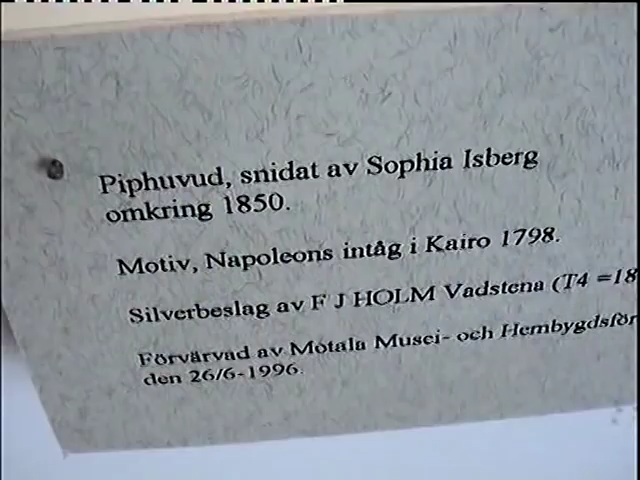 Piphuvud, snidat av Sophia Isberg
omkring 1850.
Motiv, Napoleons intåg i Kairo 1798.
Silverbeslag av F J HOLM Vadstena (T4 =18
Förvärvad av Motala Musei- och Hembygdsför
den 26/6-1996.